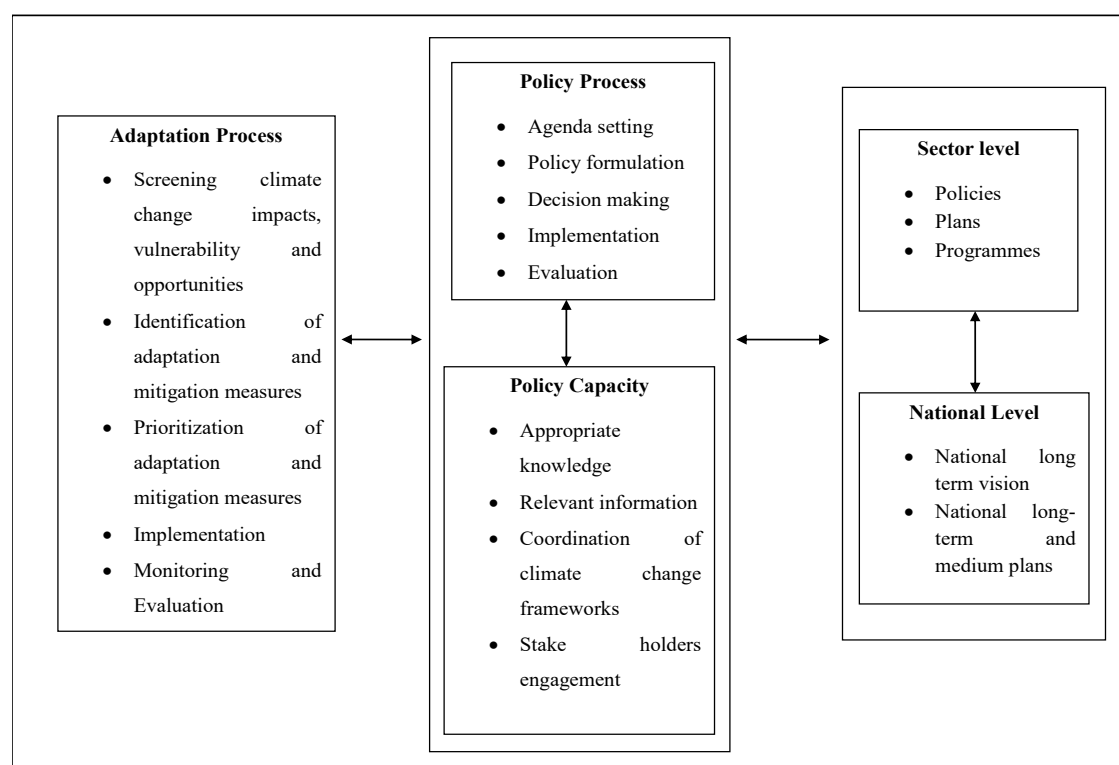 Adaptation Process
• Screening climate
change impacts,
vulnerability and
opportunities
• Identification of
adaptation and
mitigation measures
• Prioritization of
adaptation and
mitigation measures
• Implementation
• Monitoring and
Evaluation
Policy Process
• Agenda setting
• Policy formulation
• Decision making
• Implementation
• Evaluation
Policy Capacity
• Appropriate
knowledge
• Relevant information
• Coordination of
climate change
frameworks
• Stake holders
engagement
Sector level
• Policies
• Plans
• Programmes
National Level
• National long
term vision
• National long-
term and
medium plans